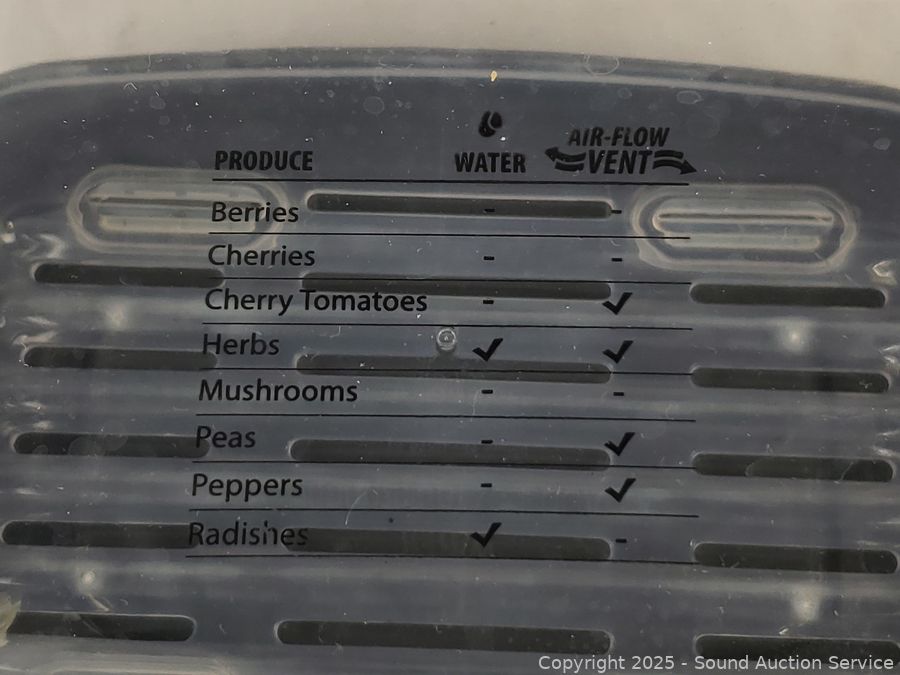 PRODUCE WATER AIR-FLOW VENT
Berries - -
Cherries - -
Cherry Tomatoes - ✓
Herbs ✓ ✓
Mushrooms - -
Peas - ✓
Peppers - ✓
Radishes ✓ -
Copyright 2025 - Sound Auction Service